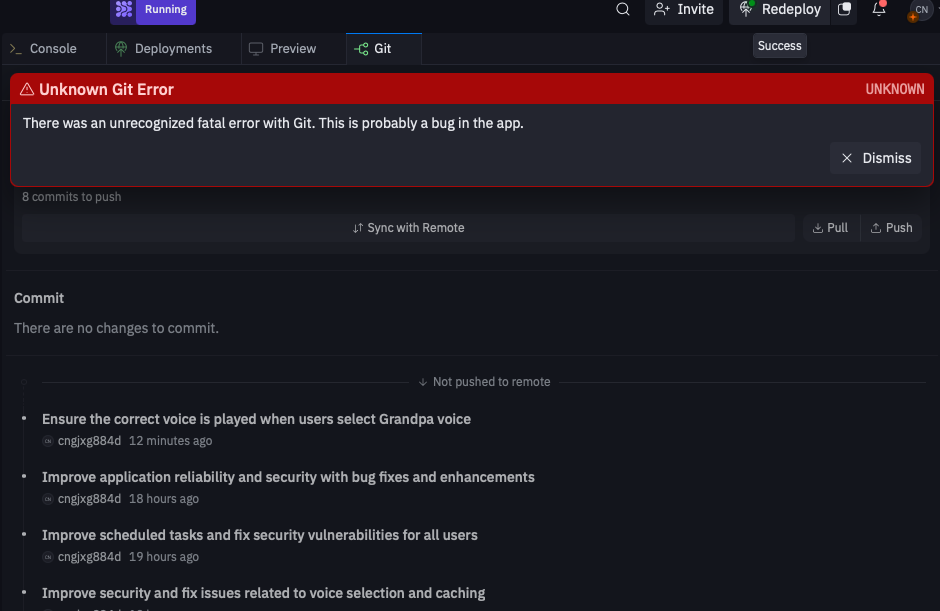 Running
Invite
Redeploy
CN
Console
Deployments
Preview
Git
Success
Unknown Git Error
UNKNOWN
There was an unrecognized fatal error with Git. This is probably a bug in the app.
Dismiss
8 commits to push
Sync with Remote
Pull
Push
Commit
There are no changes to commit.
Not pushed to remote
Ensure the correct voice is played when users select Grandpa voice
CN cngjxg884d 12 minutes ago
Improve application reliability and security with bug fixes and enhancements
CN cngjxg884d 18 hours ago
Improve scheduled tasks and fix security vulnerabilities for all users
CN cngjxg884d 19 hours ago
Improve security and fix issues related to voice selection and caching